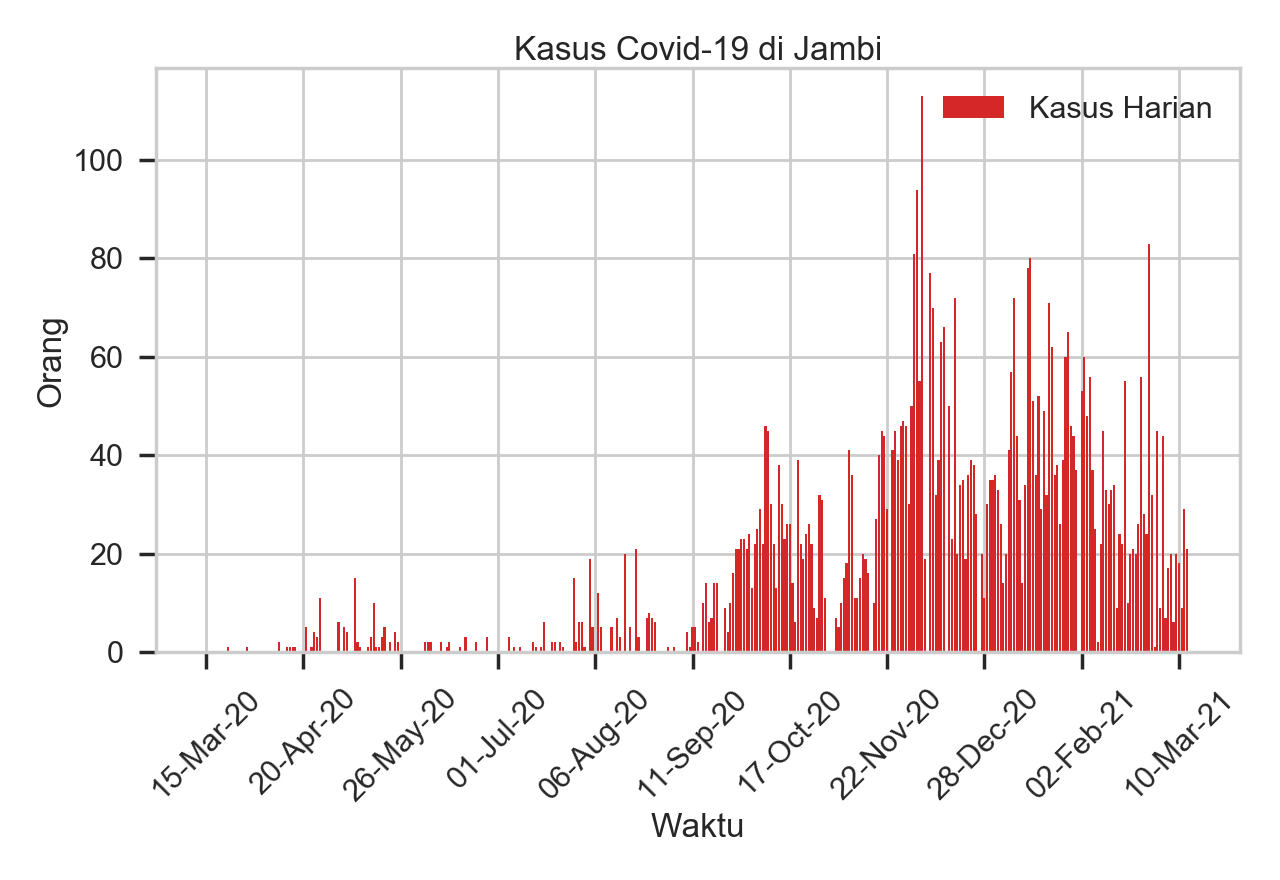 Kasus Covid-19 di Jambi
Kasus Harian
Orang
100
80
60
40
20
0
15-Mar-20
20-Apr-20
26-May-20
01-Jul-20
06-Aug-20
11-Sep-20
17-Oct-20
22-Nov-20
28-Dec-20
02-Feb-21
10-Mar-21
Waktu